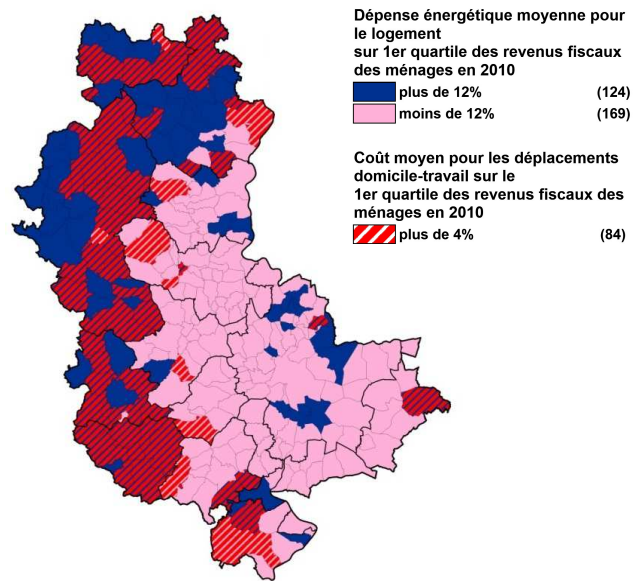 Dépense énergétique moyenne pour
le logement
sur 1er quartile des revenus fiscaux
des ménages en 2010
plus de 12% (124)
moins de 12% (169)
Coût moyen pour les déplacements
domicile-travail sur le
1er quartile des revenus fiscaux des
ménages en 2010
plus de 4% (84)